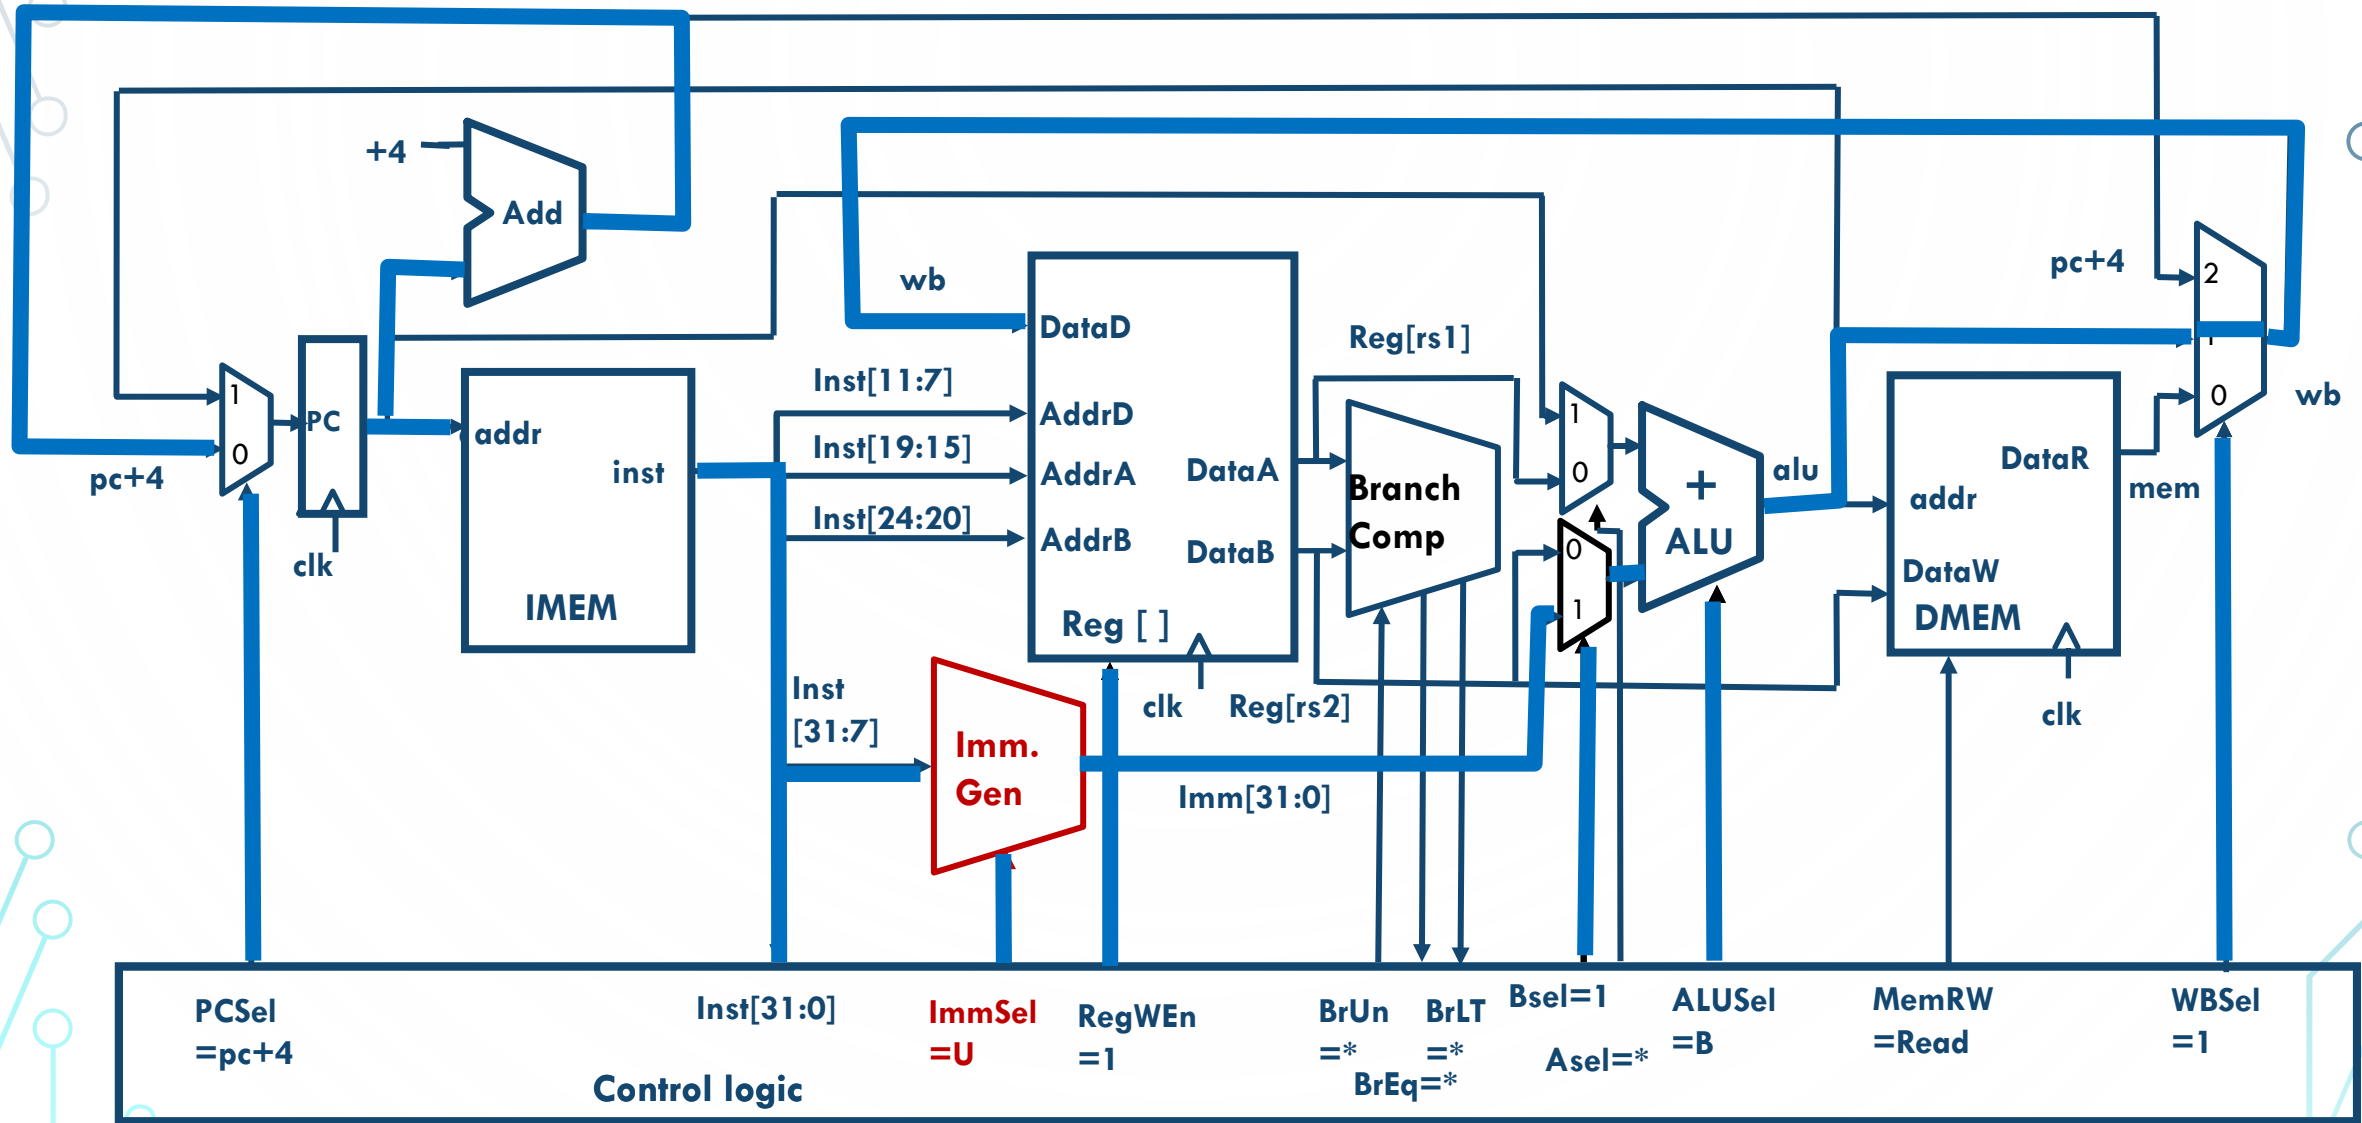 +4
Add
pc+4
2
1
0
wb
wb
DataD
Reg[rs1]
Inst[11:7]
AddrD
Inst[19:15]
AddrA
Inst[24:20]
AddrB
DataA
DataB
Reg [ ]
clk
1
0
pc+4
PC
clk
addr
inst
IMEM
Branch
Comp
1
0
0
1
+
ALU
alu
DataR
addr
DataW
DMEM
clk
mem
Inst
[31:7]
Imm.
Gen
Reg[rs2]
Imm[31:0]
PCSel
=pc+4
Inst[31:0]
ImmSel
=U
RegWEn
=1
BrUn
=*
BrLT
=*
BrEq=*
Bsel=1
Asel=*
ALUSel
=B
MemRW
=Read
WBSel
=1
Control logic